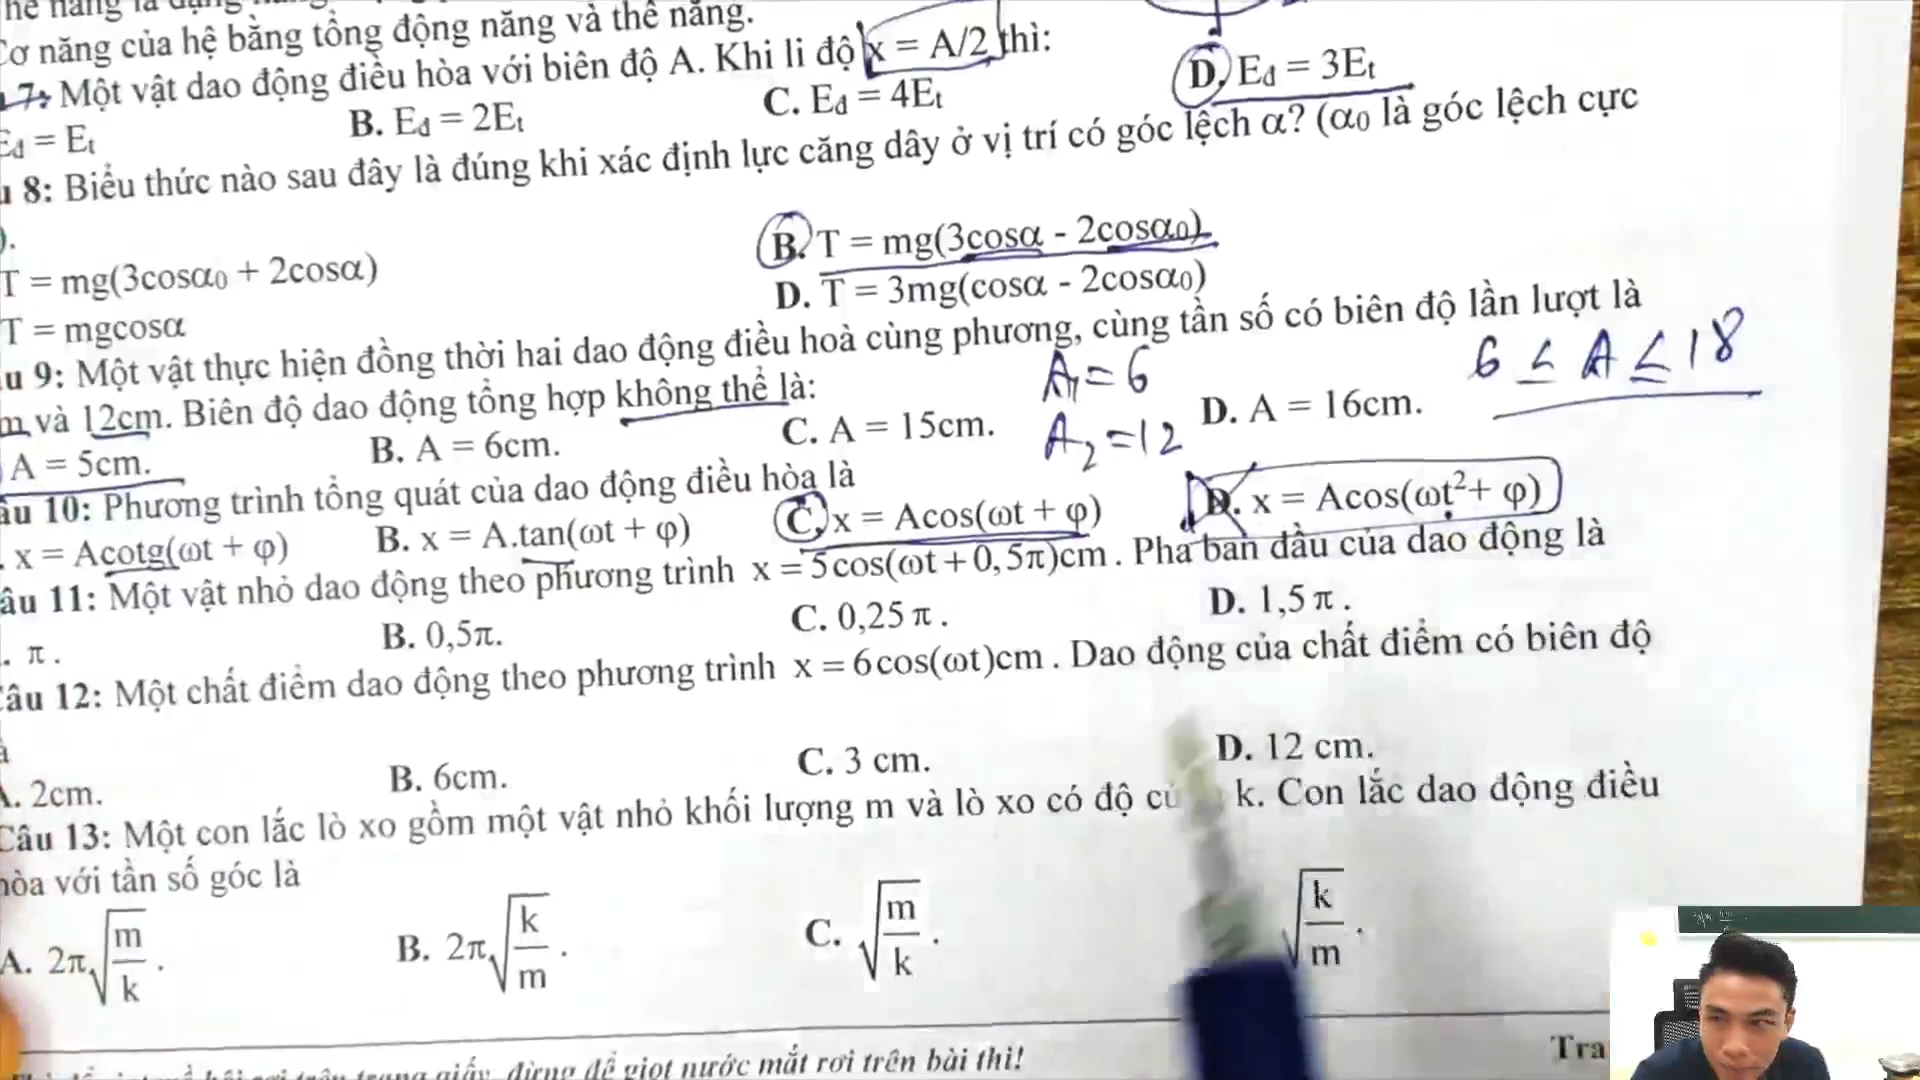 Cơ năng của hệ bằng tổng động năng và thế năng.
7: Một vật dao động điều hòa với biên độ A. Khi li độ x = A/2 thì:
Eđ = Et B. Eđ = 2Et C. Eđ = 4Et D. Eđ = 3Et
u 8: Biểu thức nào sau đây là đúng khi xác định lực căng dây ở vị trí có góc lệch α? (α₀ là góc lệch cực
).
T = mg(3cosα₀ + 2cosα) B. T = mg(3cosα - 2cosα₀)
T = mgcosα D. T = 3mg(cosα - 2cosα₀)
u 9: Một vật thực hiện đồng thời hai dao động điều hoà cùng phương, cùng tần số có biên độ lần lượt là
m và 12cm. Biên độ dao động tổng hợp không thể là:
A₁ = 6
A₂ = 12
6 ≤ A ≤ 18
A = 5cm. B. A = 6cm. C. A = 15cm. D. A = 16cm.
âu 10: Phương trình tổng quát của dao động điều hòa là
. x = Acotg(ωt + φ) B. x = A.tan(ωt + φ) C. x = Acos(ωt + φ) D. x = Acos(ωt² + φ)
âu 11: Một vật nhỏ dao động theo phương trình x = 5cos(ωt + 0,5π)cm . Pha ban đầu của dao động là
. π . B. 0,5π. C. 0,25 π . D. 1,5 π .
Câu 12: Một chất điểm dao động theo phương trình x = 6cos(ωt)cm . Dao động của chất điểm có biên độ
à
A. 2cm. B. 6cm. C. 3 cm. D. 12 cm.
Câu 13: Một con lắc lò xo gồm một vật nhỏ khối lượng m và lò xo có độ cứ k. Con lắc dao động điều
hòa với tần số góc là
A. 2π√(m/k) . B. 2π√(k/m) . C. √(m/k) . √(k/m) .
trang giấy, đừng để giọt nước mắt rơi trên bài thi!
Tra